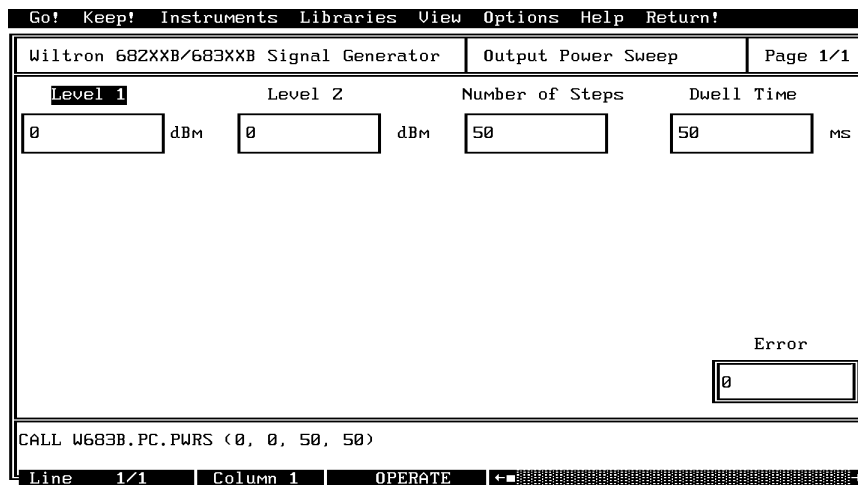 Go! Keep! Instruments Libraries View Options Help Return!
Wiltron 682XXB/683XXB Signal Generator Output Power Sweep Page 1/1
Level 1 Level 2 Number of Steps Dwell Time
0 dBm 0 dBm 50 50 ms
Error
0
CALL W683B.PC.PWRS (0, 0, 50, 50)
Line 1/1 Column 1 OPERATE